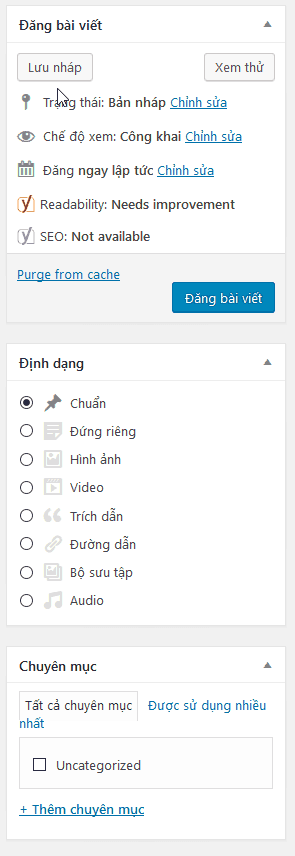 Đăng bài viết
Lưu nháp Xem thử
Trạng thái: Bản nháp Chỉnh sửa
Chế độ xem: Công khai Chỉnh sửa
Đăng ngay lập tức Chỉnh sửa
Readability: Needs improvement
SEO: Not available
Purge from cache
Đăng bài viết
Định dạng
Chuẩn
Đứng riêng
Hình ảnh
Video
Trích dẫn
Đường dẫn
Bộ sưu tập
Audio
Chuyên mục
Tất cả chuyên mục Được sử dụng nhiều
nhất
Uncategorized
+ Thêm chuyên mục